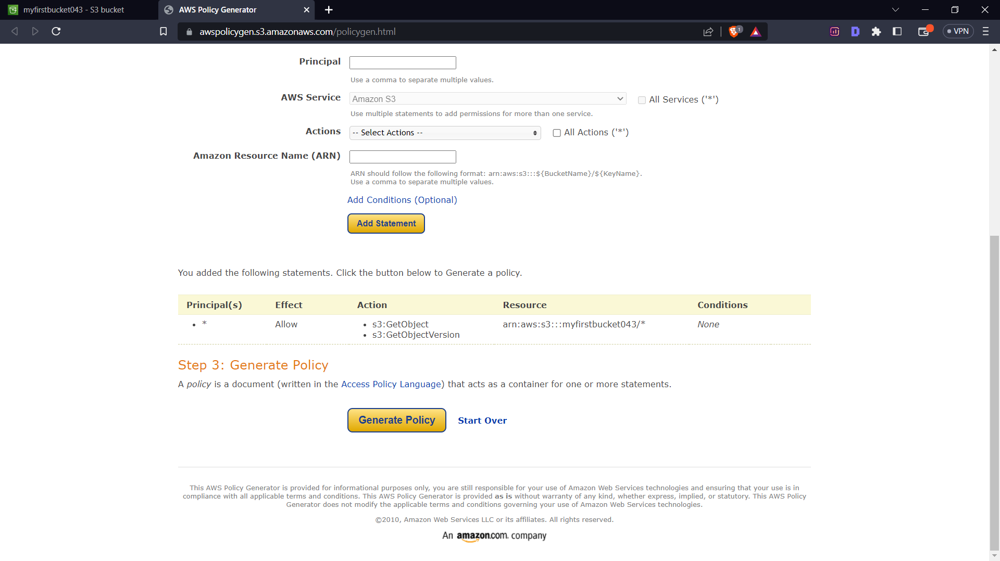 myfirstbucket043 - S3 bucket
AWS Policy Generator
awspolicygen.s3.amazonaws.com/policygen.html
1
VPN
Principal
Use a comma to separate multiple values.
AWS Service
Amazon S3
All Services ('*')
Use multiple statements to add permissions for more than one service.
Actions
-- Select Actions --
All Actions ('*')
Amazon Resource Name (ARN)
ARN should follow the following format: arn:aws:s3:::${BucketName}/${KeyName}.
Use a comma to separate multiple values.
Add Conditions (Optional)
Add Statement
You added the following statements. Click the button below to Generate a policy.
Principal(s) Effect Action Resource Conditions
• * Allow • s3:GetObject arn:aws:s3:::myfirstbucket043/* None
• s3:GetObjectVersion
Step 3: Generate Policy
A policy is a document (written in the Access Policy Language) that acts as a container for one or more statements.
Generate Policy
Start Over
This AWS Policy Generator is provided for informational purposes only, you are still responsible for your use of Amazon Web Services technologies and ensuring that your use is in
compliance with all applicable terms and conditions. This AWS Policy Generator is provided as is without warranty of any kind, whether express, implied, or statutory. This AWS Policy
Generator does not modify the applicable terms and conditions governing your use of Amazon Web Services technologies.
©2010, Amazon Web Services LLC or its affiliates. All rights reserved.
An amazon.com. company